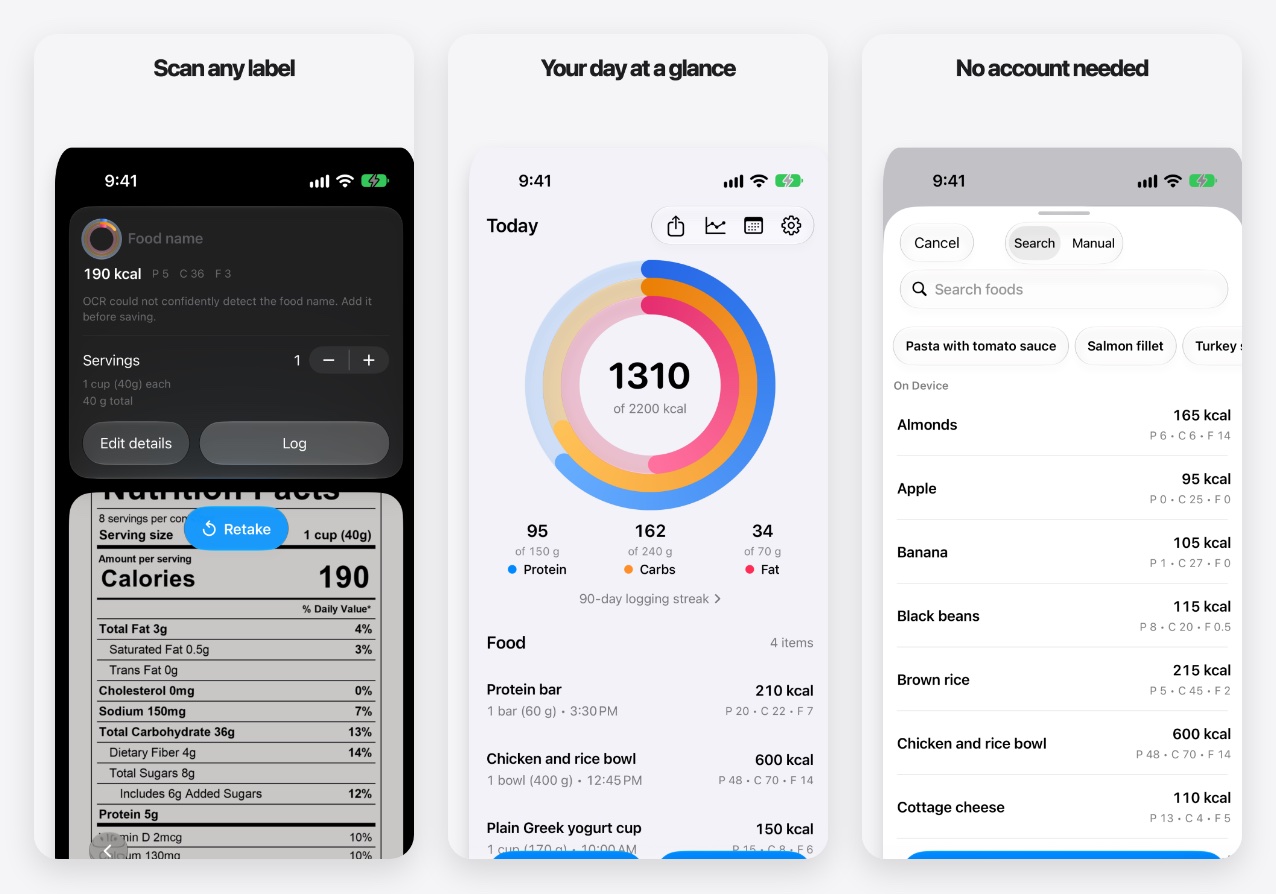 Scan any label
9:41
Food name
190 kcal P 5 C 36 F 3
OCR could not confidently detect the food name. Add it
before saving.
Servings 1
1 cup (40g) each
40 g total
Edit details Log
Nutrition Facts
8 servings per con
Retake
Serving size 1 cup (40g)
Amount per serving
Calories 190
% Daily Value*
Total Fat 3g 4%
Saturated Fat 0.5g 3%
Trans Fat 0g
Cholesterol 0mg 0%
Sodium 150mg 7%
Total Carbohydrate 36g 13%
Dietary Fiber 4g 14%
Total Sugars 8g
Includes 6g Added Sugars 12%
Protein 5g
D 2mcg 10%
130mg 10%
Your day at a glance
9:41
Today
1310
of 2200 kcal
95 162 34
of 150 g of 240 g of 70 g
Protein Carbs Fat
90-day logging streak
Food 4 items
Protein bar 210 kcal
1 bar (60 g) • 3:30 PM P 20 • C 22 • F 7
Chicken and rice bowl 600 kcal
1 bowl (400 g) • 12:45 PM P 48 • C 70 • F 14
Plain Greek yogurt cup 150 kcal
1 cup (170 g) • 10:00 AM P 15 • C 8 • F 6
No account needed
9:41
Cancel Search Manual
Search foods
Pasta with tomato sauce Salmon fillet Turkey
On Device
Almonds 165 kcal
P 6 • C 6 • F 14
Apple 95 kcal
P 0 • C 25 • F 0
Banana 105 kcal
P 1 • C 27 • F 0
Black beans 115 kcal
P 8 • C 20 • F 0.5
Brown rice 215 kcal
P 5 • C 45 • F 2
Chicken and rice bowl 600 kcal
P 48 • C 70 • F 14
Cottage cheese 110 kcal
P 13 • C 4 • F 5